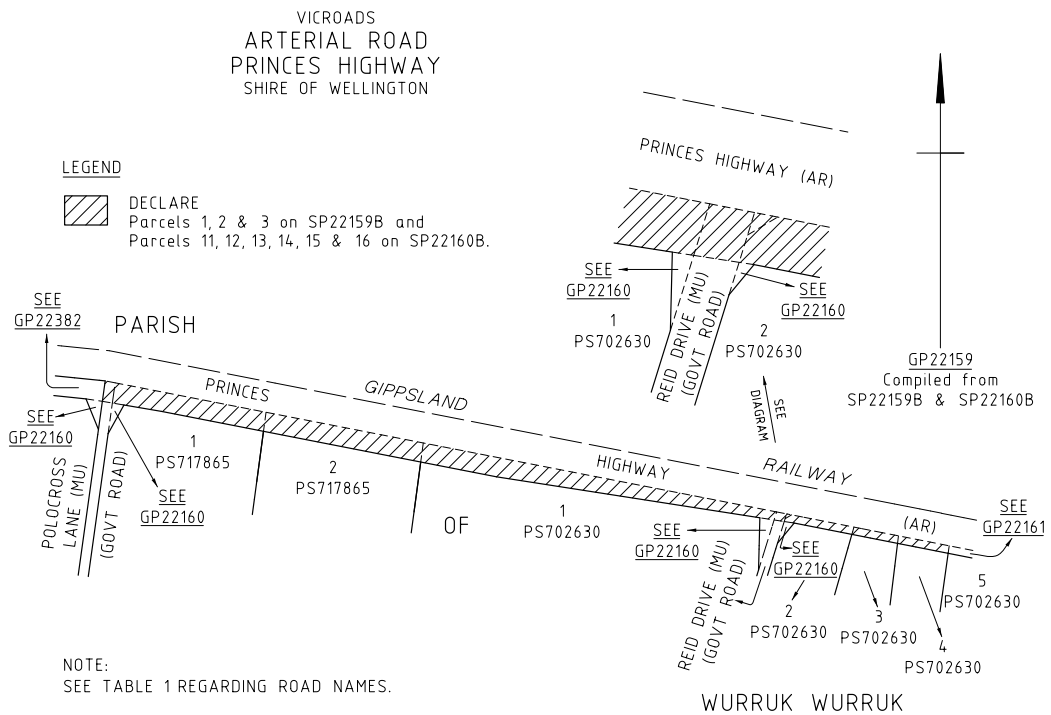 VICROADS
ARTERIAL ROAD
PRINCES HIGHWAY
SHIRE OF WELLINGTON
LEGEND
DECLARE
Parcels 1, 2 & 3 on SP22159B and
Parcels 11, 12, 13, 14, 15 & 16 on SP22160B.
PRINCES HIGHWAY (AR)
SEE
GP22160
SEE
GP22160
1
PS702630
REID DRIVE (MU)
(GOVT ROAD)
2
PS702630
SEE
DIAGRAM
GP22159
Compiled from
SP22159B & SP22160B
SEE
GP22382
PARISH
PRINCES
GIPPSLAND
HIGHWAY
RAILWAY
(AR)
SEE
GP22161
SEE
GP22160
POLOCROSS
LANE (MU)
(GOVT ROAD)
SEE
GP22160
1
PS717865
2
PS717865
OF
1
PS702630
SEE
GP22160
SEE
GP22160
REID DRIVE (MU)
(GOVT ROAD)
2
PS702630
3
PS702630
4
PS702630
5
PS702630
NOTE:
SEE TABLE 1 REGARDING ROAD NAMES.
WURRUK WURRUK